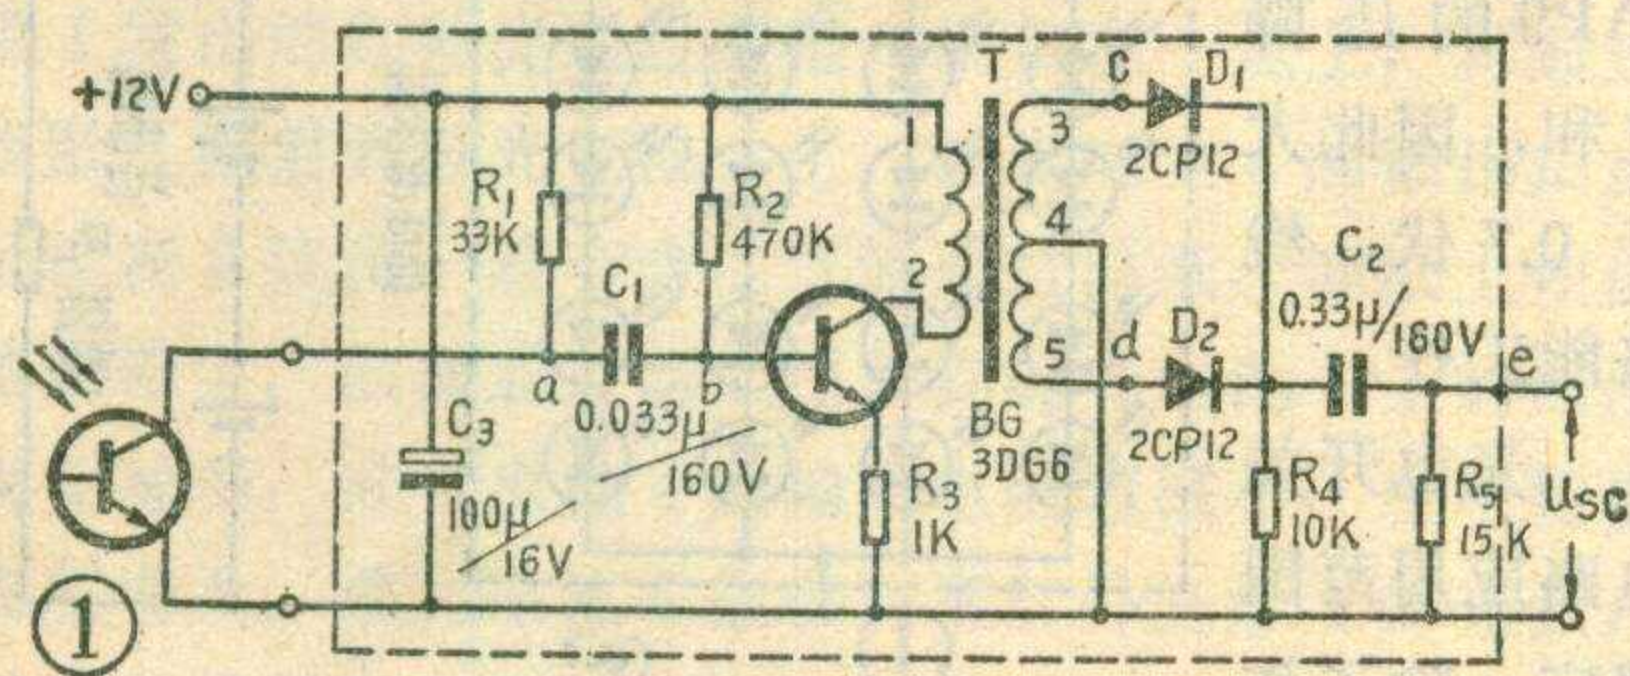 +12V
R1
33K
R2
470K
C1
0.033μ/160V
a
b
C3
100μ/16V
R3
1K
T
1
2
3
4
5
BG
3DG6
C
D1
2CP12
d
D2
2CP12
C2
0.33μ/160V
e
R4
10K
R5
15K
USC
1